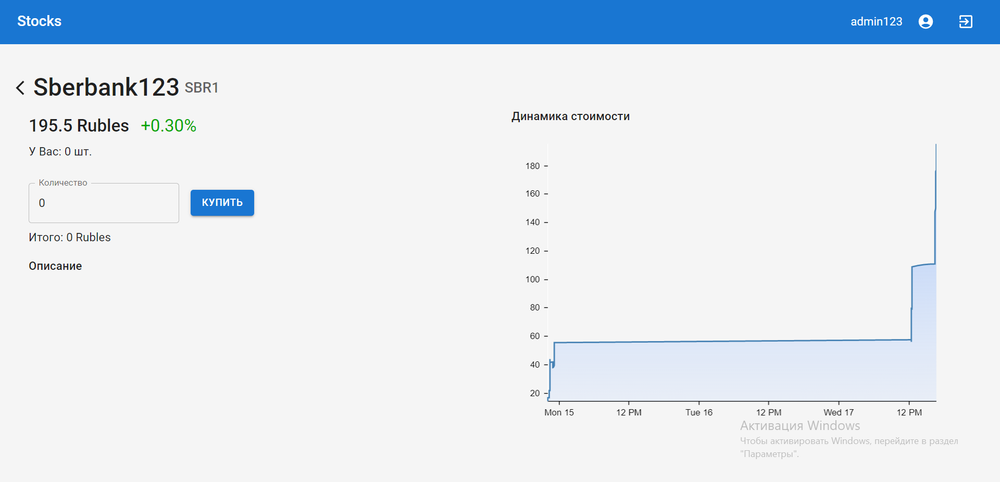 Stocks
admin123
Sberbank123 SBR1
195.5 Rubles +0.30%
У Вас: 0 шт.
Количество
0
КУПИТЬ
Итого: 0 Rubles
Описание
Динамика стоимости
180
160
140
120
100
80
60
40
20
Mon 15 12 PM Tue 16 12 PM Wed 17 12 PM
Активация Windows
Чтобы активировать Windows, перейдите в раздел
"Параметры".